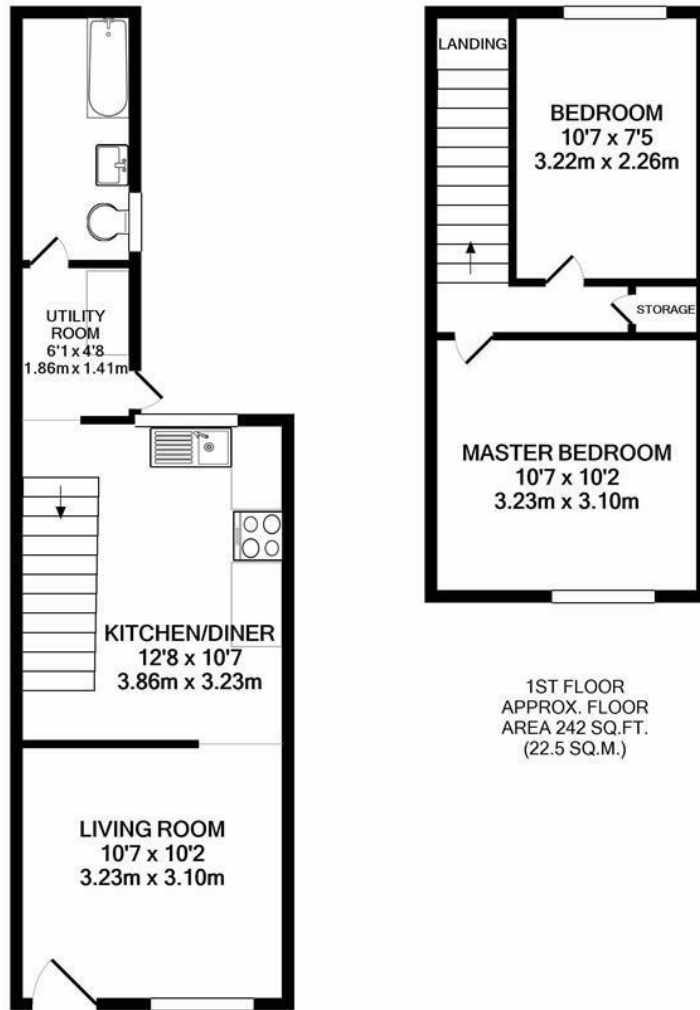 LANDING
BEDROOM
10'7 x 7'5
3.22m x 2.26m
UTILITY
ROOM
6'1 x 4'8
1.86m x 1.41m
STORAGE
MASTER BEDROOM
10'7 x 10'2
3.23m x 3.10m
KITCHEN/DINER
12'8 x 10'7
3.86m x 3.23m
1ST FLOOR
APPROX. FLOOR
AREA 242 SQ.FT.
(22.5 SQ.M.)
LIVING ROOM
10'7 x 10'2
3.23m x 3.10m